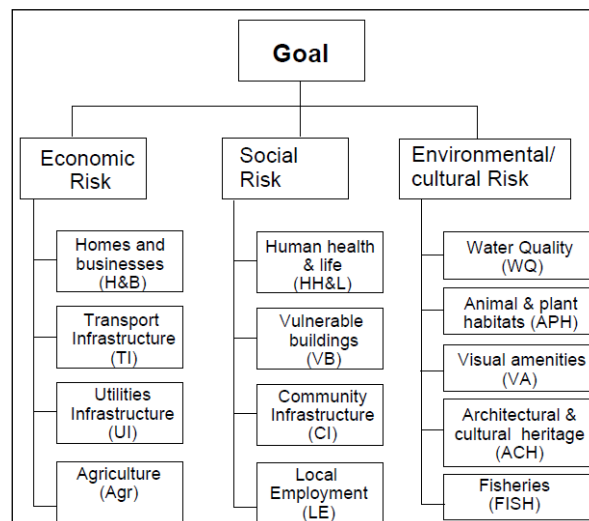 Goal
Economic
Risk
Homes and
businesses
(H&B)
Transport
Infrastructure
(TI)
Utilities
Infrastructure
(UI)
Agriculture
(Agr)
Social
Risk
Human health
& life
(HH&L)
Vulnerable
buildings
(VB)
Community
Infrastructure
(CI)
Local
Employment
(LE)
Environmental/
cultural Risk
Water Quality
(WQ)
Animal & plant
habitats (APH)
Visual amenities
(VA)
Architectural &
cultural heritage
(ACH)
Fisheries
(FISH)